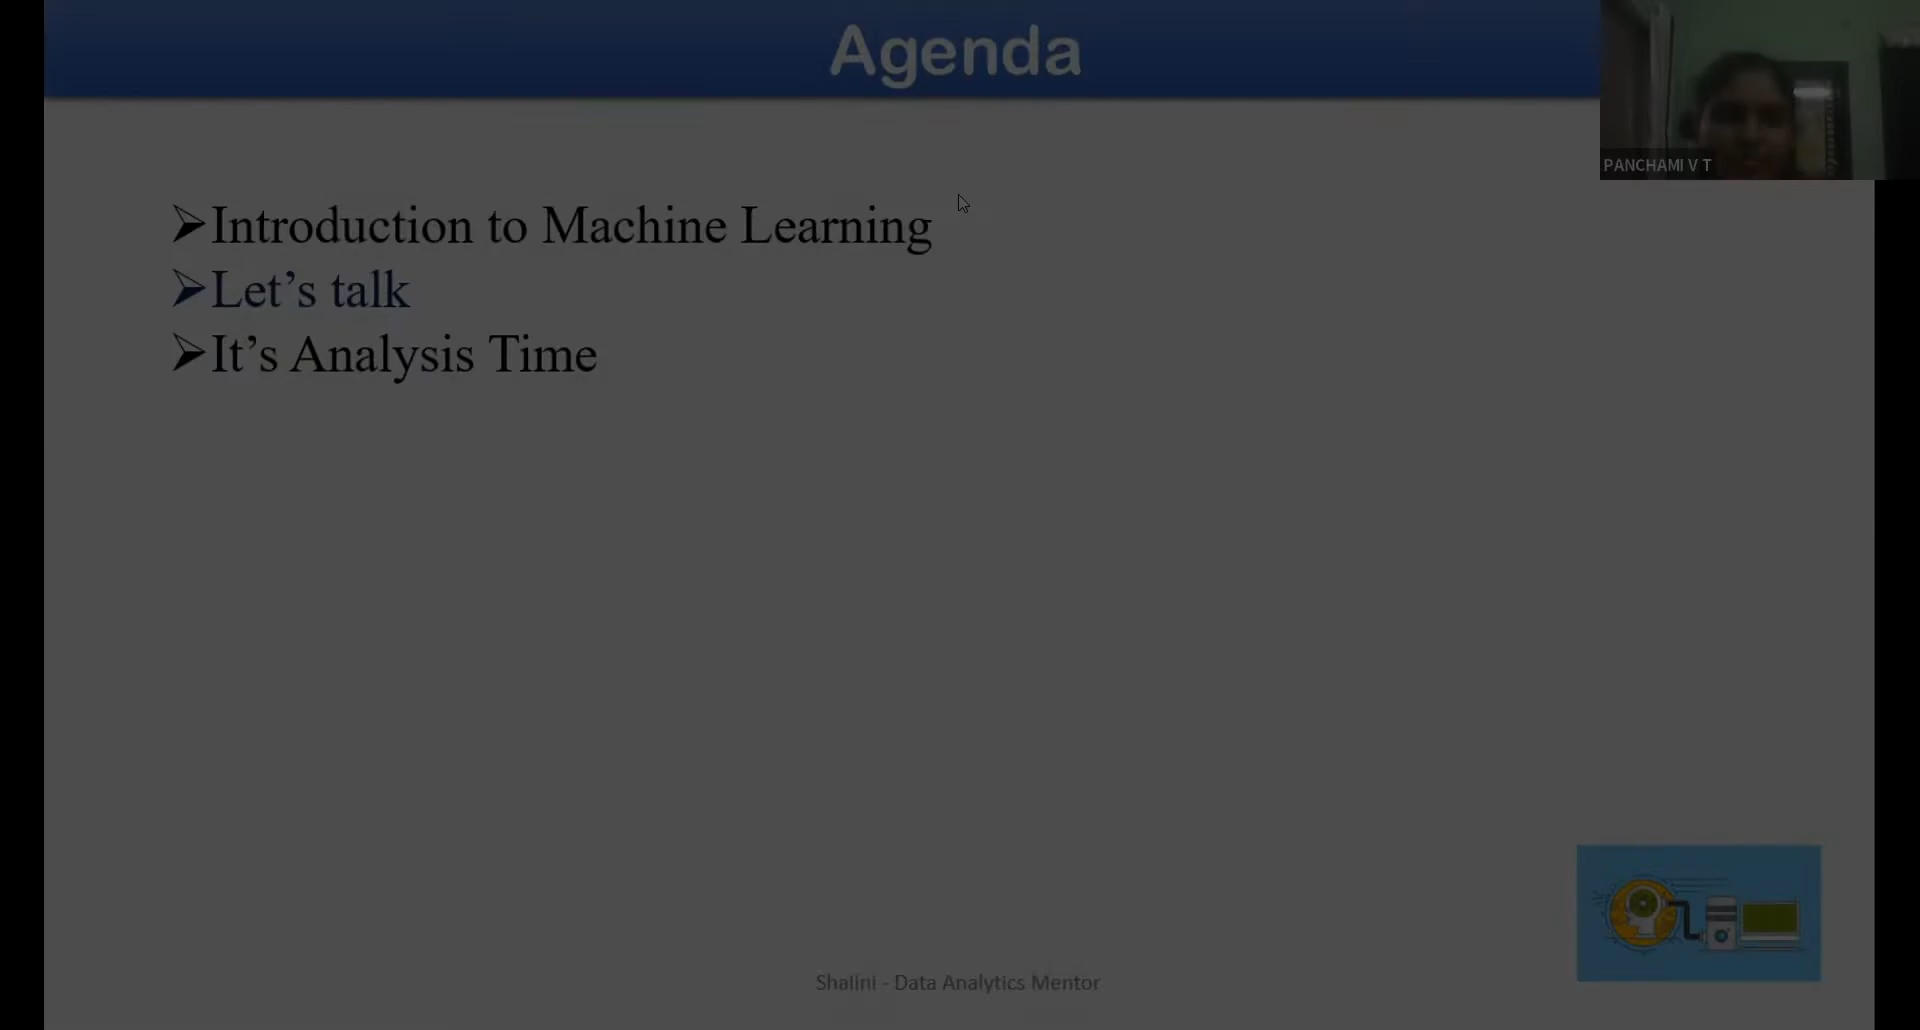 Agenda
PANCHAMI V T
➢Introduction to Machine Learning
➢Let’s talk
➢It’s Analysis Time
Shalini - Data Analytics Mentor